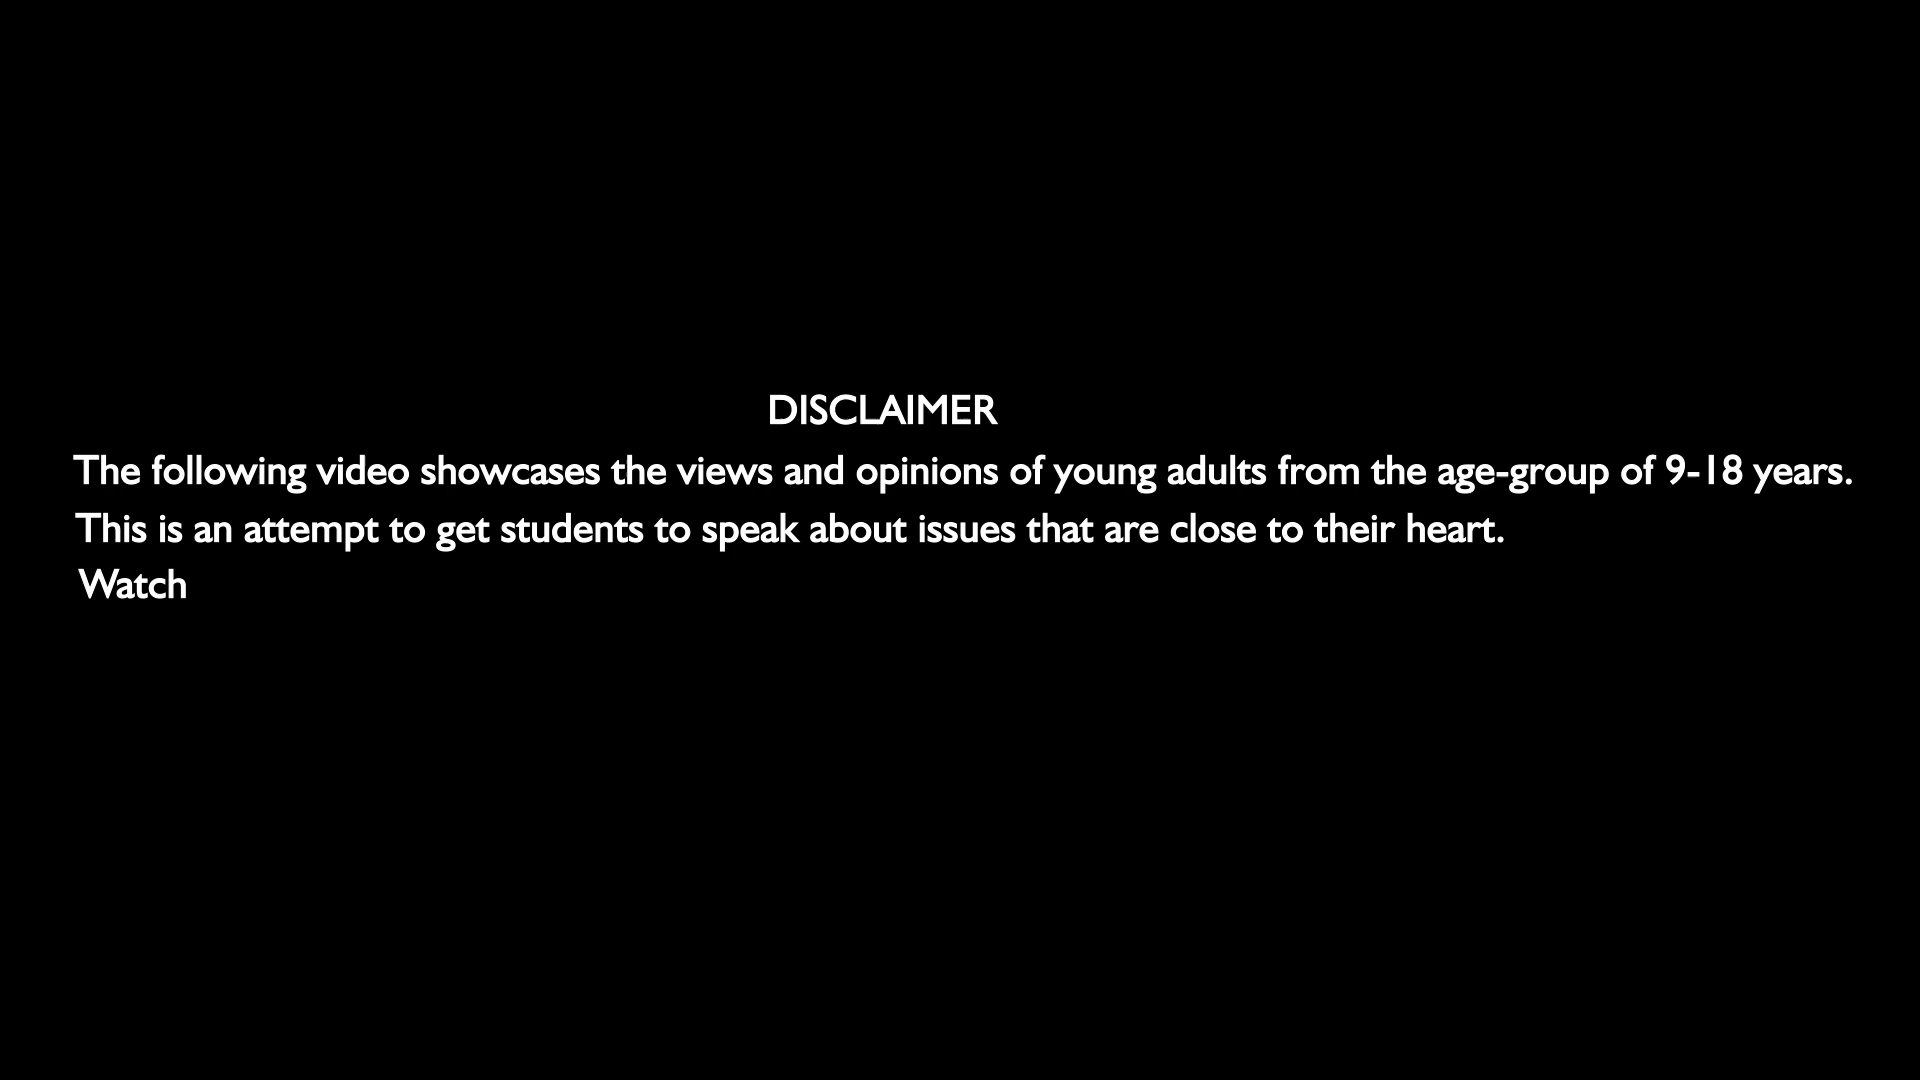 DISCLAIMER
The following video showcases the views and opinions of young adults from the age-group of 9-18 years.
This is an attempt to get students to speak about issues that are close to their heart.
Watch